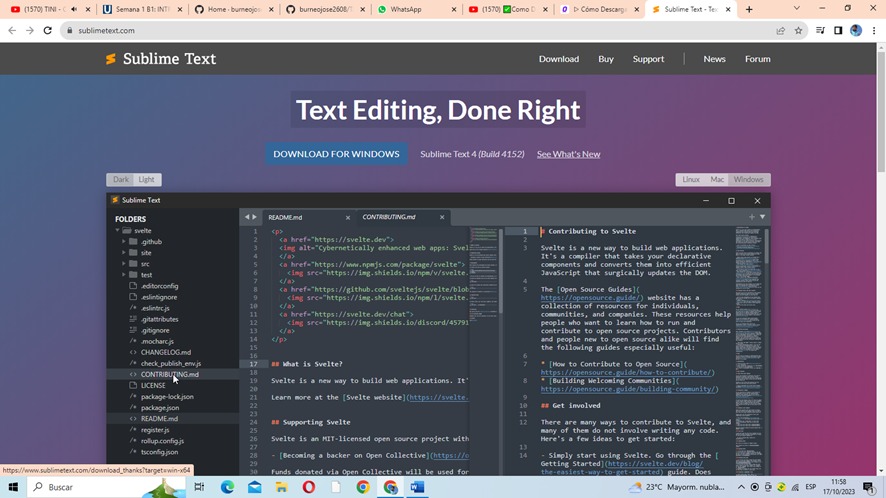 (1570) TINI -
Semana 1 B1: INT
Home · burneojos
burneojose2608/T
WhatsApp
(1570) ✅Como D
▷ Cómo Descarga
Sublime Text - Tex
sublimetext.com
Sublime Text
Download Buy Support News Forum
Text Editing, Done Right
DOWNLOAD FOR WINDOWS Sublime Text 4 (Build 4152) See What's New
Dark Light Linux Mac Windows
Sublime Text
FOLDERS
svelte
.github
site
src
test
.editorconfig
.eslintignore
.eslintrc.js
.gitattributes
.gitignore
.mocharc.js
CHANGELOG.md
check_publish_env.js
CONTRIBUTING.md
LICENSE
package-lock.json
package.json
README.md
register.js
rollup.config.js
tsconfig.json
README.md CONTRIBUTING.md
1 <p>
2 <a href="https://svelte.dev">
3 <img alt="Cybernetically enhanced web apps: Svel
4 </a>
5 <a href="https://www.npmjs.com/package/svelte">
6 <img src="https://img.shields.io/npm/v/svelte.
7 </a>
8 <a href="https://github.com/sveltejs/svelte/blob
9 <img src="https://img.shields.io/npm/l/svelte.
10 </a>
11 <a href="https://svelte.dev/chat">
12 <img src="https://img.shields.io/discord/45791
13 </a>
14 </p>
15
16
17 ## What is Svelte?
18
19 Svelte is a new way to build web applications. It'
20
21 Learn more at the [Svelte website](https://svelte.
22
23
24 ## Supporting Svelte
25
26 Svelte is an MIT-licensed open source project with
27
28 - [Becoming a backer on Open Collective](https://o
29
30 Funds donated via Open Collective will be used for
1 # Contributing to Svelte
2
3 Svelte is a new way to build web applications.
It's a compiler that takes your declarative
components and converts them into efficient
JavaScript that surgically updates the DOM.
4
5 The [Open Source Guides](
https://opensource.guide/) website has a
collection of resources for individuals,
communities, and companies. These resources help
people who want to learn how to run and
contribute to open source projects. Contributors
and people new to open source alike will find
the following guides especially useful:
6
7 * [How to Contribute to Open Source](
https://opensource.guide/how-to-contribute/)
8 * [Building Welcoming Communities](
https://opensource.guide/building-community/)
9
10 ## Get involved
11
12 There are many ways to contribute to Svelte, and
many of them do not involve writing any code.
Here's a few ideas to get started:
13
14 - Simply start using Svelte. Go through the [
Getting Started](https://svelte.dev/blog/
the-easiest-way-to-get-started) guide. Does
https://www.sublimetext.com/download_thanks?target=win-x64
Buscar
23°C Mayorm. nubla...
ESP
11:58
17/10/2023